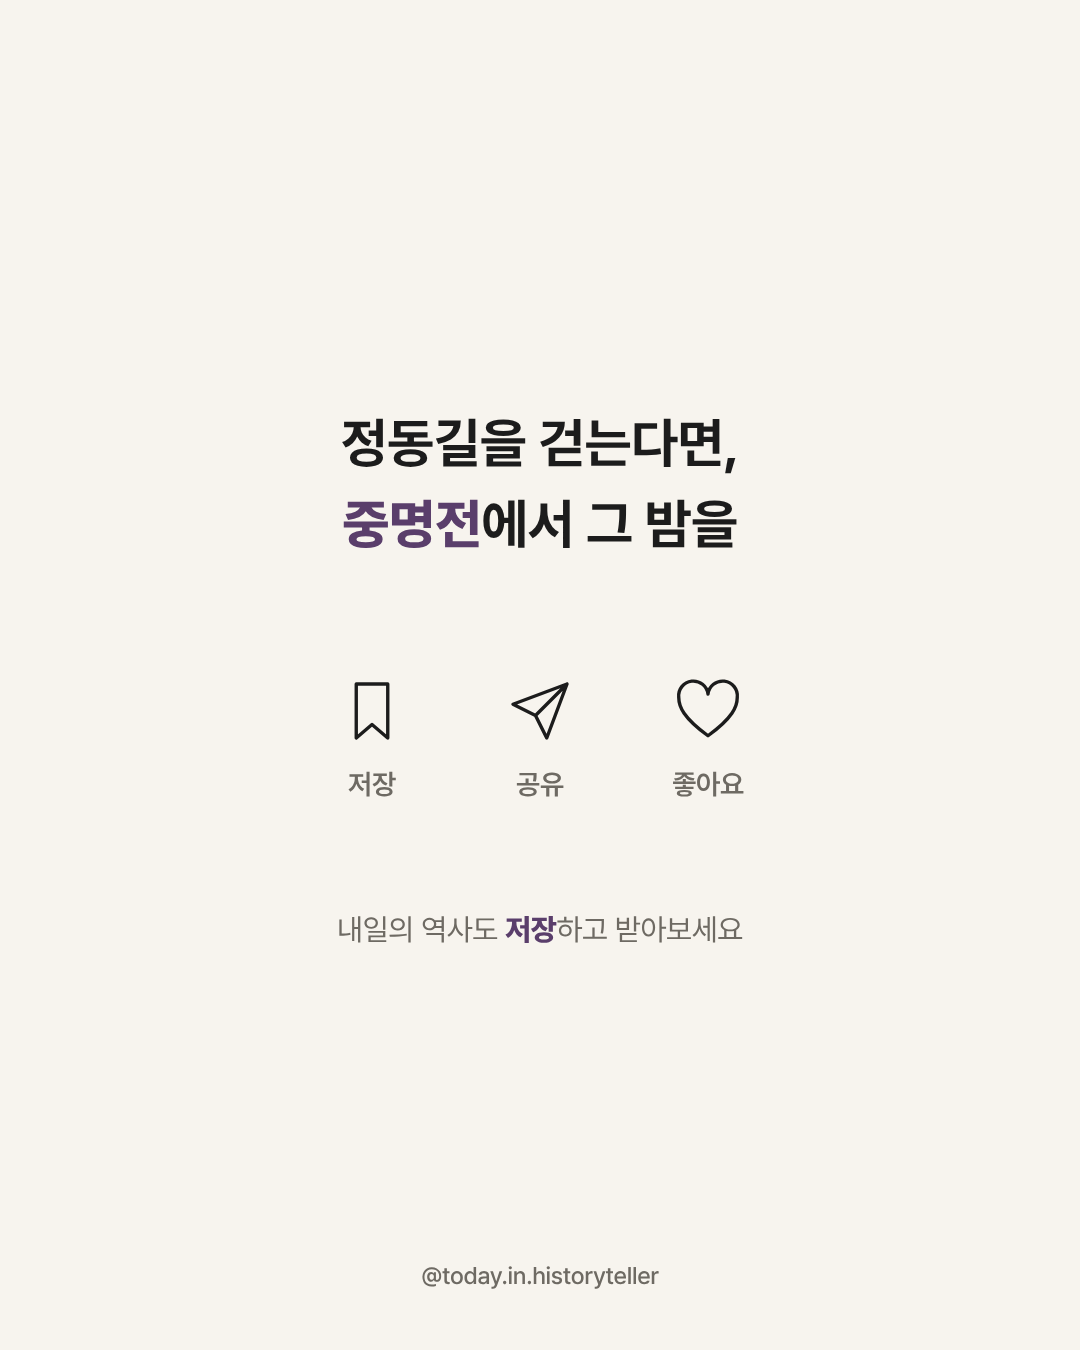 정동길을 걷는다면,
중명전에서 그 밤을
저장 공유 좋아요
내일의 역사도 저장하고 받아보세요
@today.in.historyteller